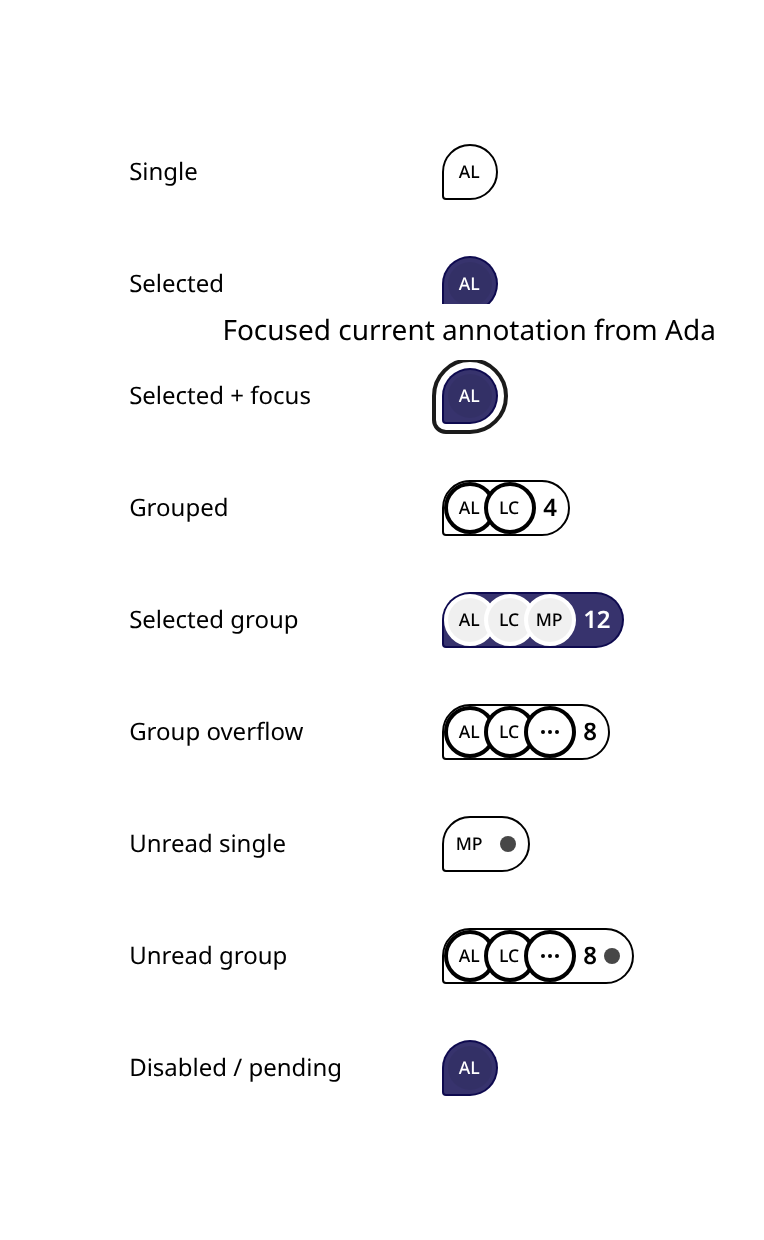 Single AL
Selected AL
Focused current annotation from Ada
Selected + focus AL
Grouped AL LC 4
Selected group AL LC MP 12
Group overflow AL LC ••• 8
Unread single MP
Unread group AL LC ••• 8
Disabled / pending AL